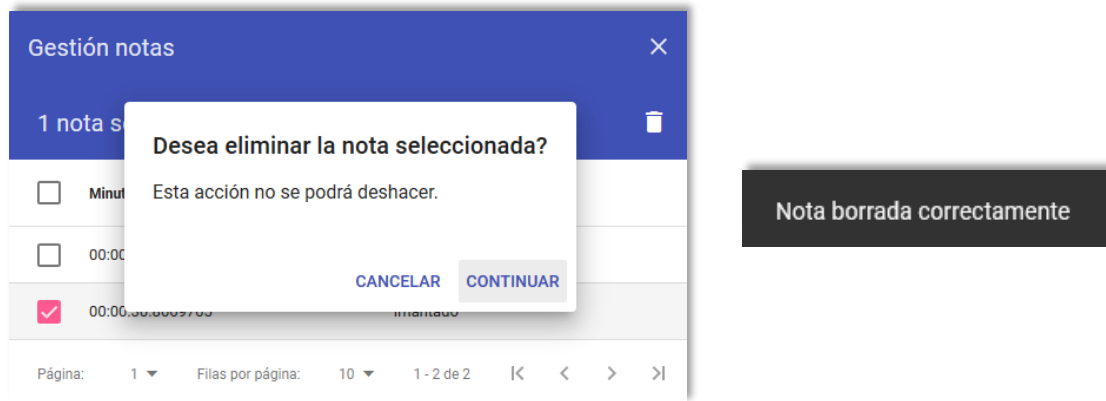 Gestión notas
1 nota s
Desea eliminar la nota seleccionada?
Esta acción no se podrá deshacer.
CANCELAR CONTINUAR
Minut
00:00
Página: 1 Filas por página: 10 1 - 2 de 2
Nota borrada correctamente